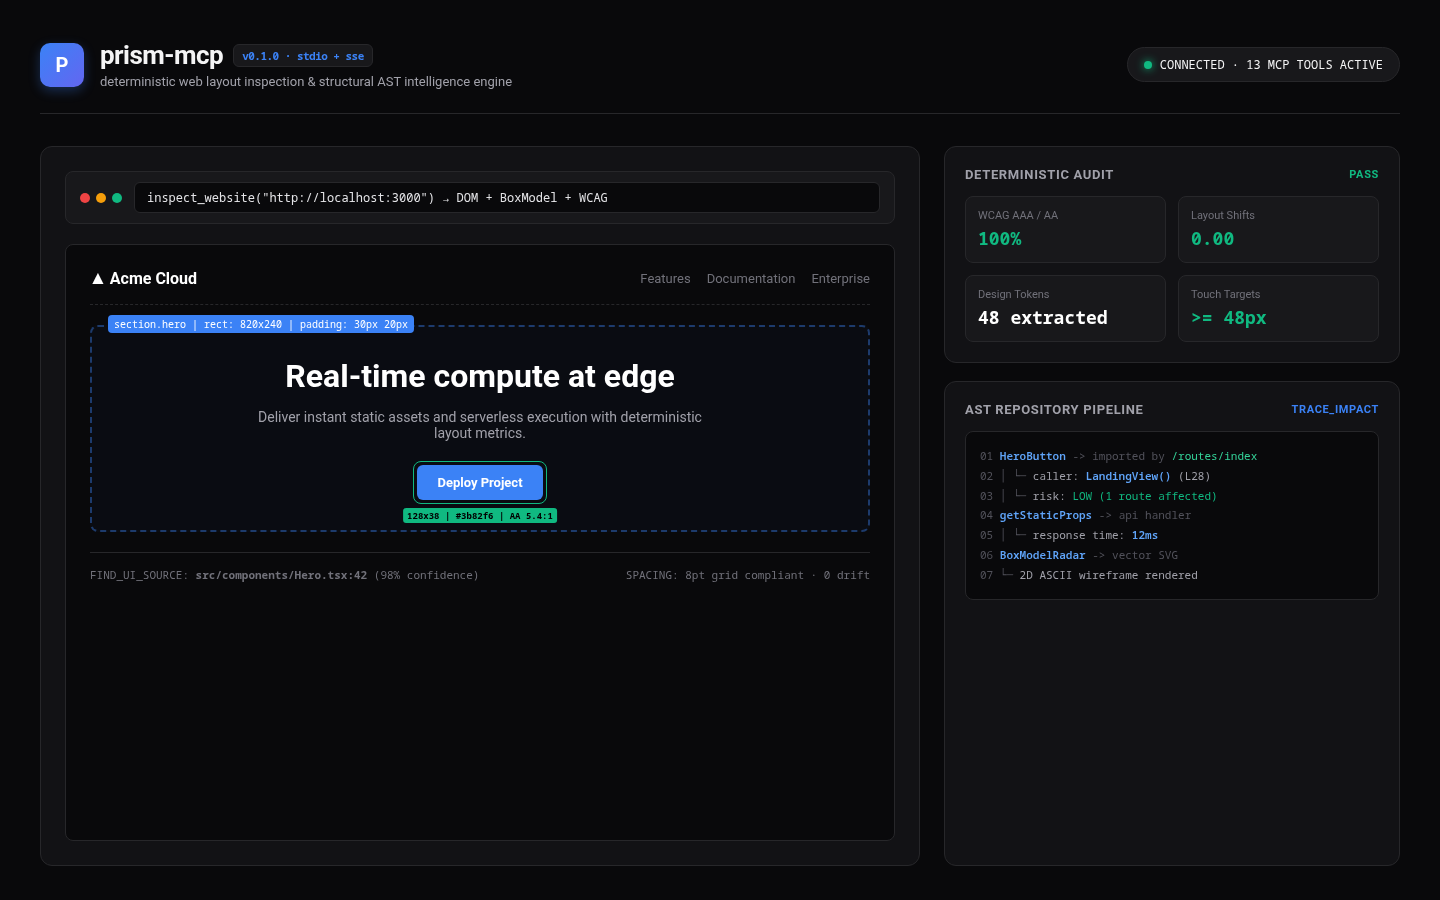 P
prism-mcp
v0.1.0 · stdio + sse
deterministic web layout inspection & structural AST intelligence engine
CONNECTED · 13 MCP TOOLS ACTIVE
inspect_website("http://localhost:3000") → DOM + BoxModel + WCAG
▲ Acme Cloud
Features Documentation Enterprise
section.hero | rect: 820x240 | padding: 30px 20px
Real-time compute at edge
Deliver instant static assets and serverless execution with deterministic
layout metrics.
Deploy Project
128x38 | #3b82f6 | AA 5.4:1
FIND_UI_SOURCE: src/components/Hero.tsx:42 (98% confidence)
SPACING: 8pt grid compliant · 0 drift
DETERMINISTIC AUDIT
PASS
WCAG AAA / AA
100%
Layout Shifts
0.00
Design Tokens
48 extracted
Touch Targets
>= 48px
AST REPOSITORY PIPELINE
TRACE_IMPACT
01 HeroButton -> imported by /routes/index
02 │ └─ caller: LandingView() (L28)
03 │ └─ risk: LOW (1 route affected)
04 getStaticProps -> api handler
05 │ └─ response time: 12ms
06 BoxModelRadar -> vector SVG
07 └─ 2D ASCII wireframe rendered